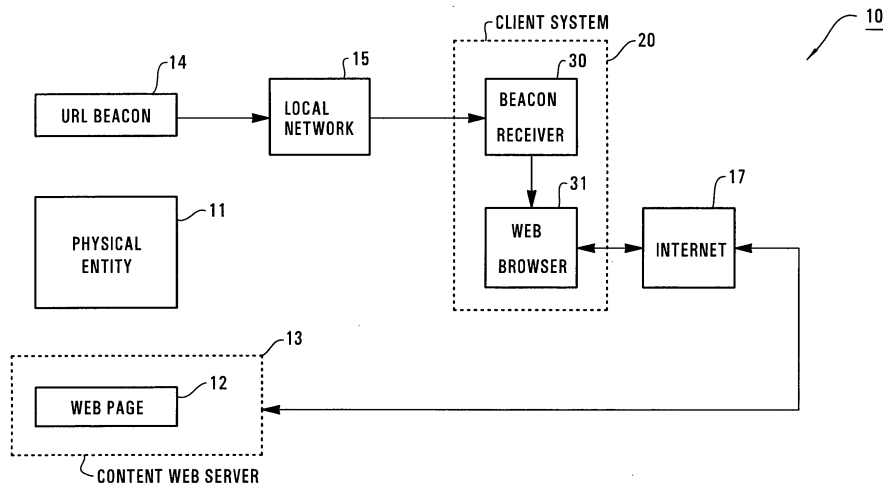 CLIENT SYSTEM
10
20
14
15
30
URL BEACON
LOCAL
NETWORK
BEACON
RECEIVER
11
31
17
PHYSICAL
ENTITY
WEB
BROWSER
INTERNET
13
12
WEB PAGE
CONTENT WEB SERVER